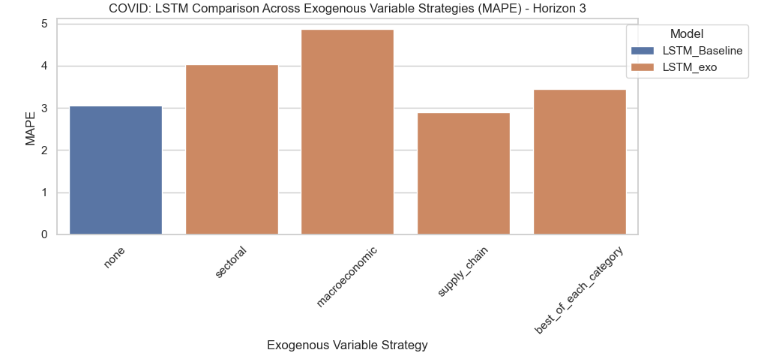 COVID: LSTM Comparison Across Exogenous Variable Strategies (MAPE) - Horizon 3
Model
LSTM_Baseline
LSTM_exo
MAPE
5
4
3
2
1
0
none
sectoral
macroeconomic
supply_chain
best_of_each_category
Exogenous Variable Strategy